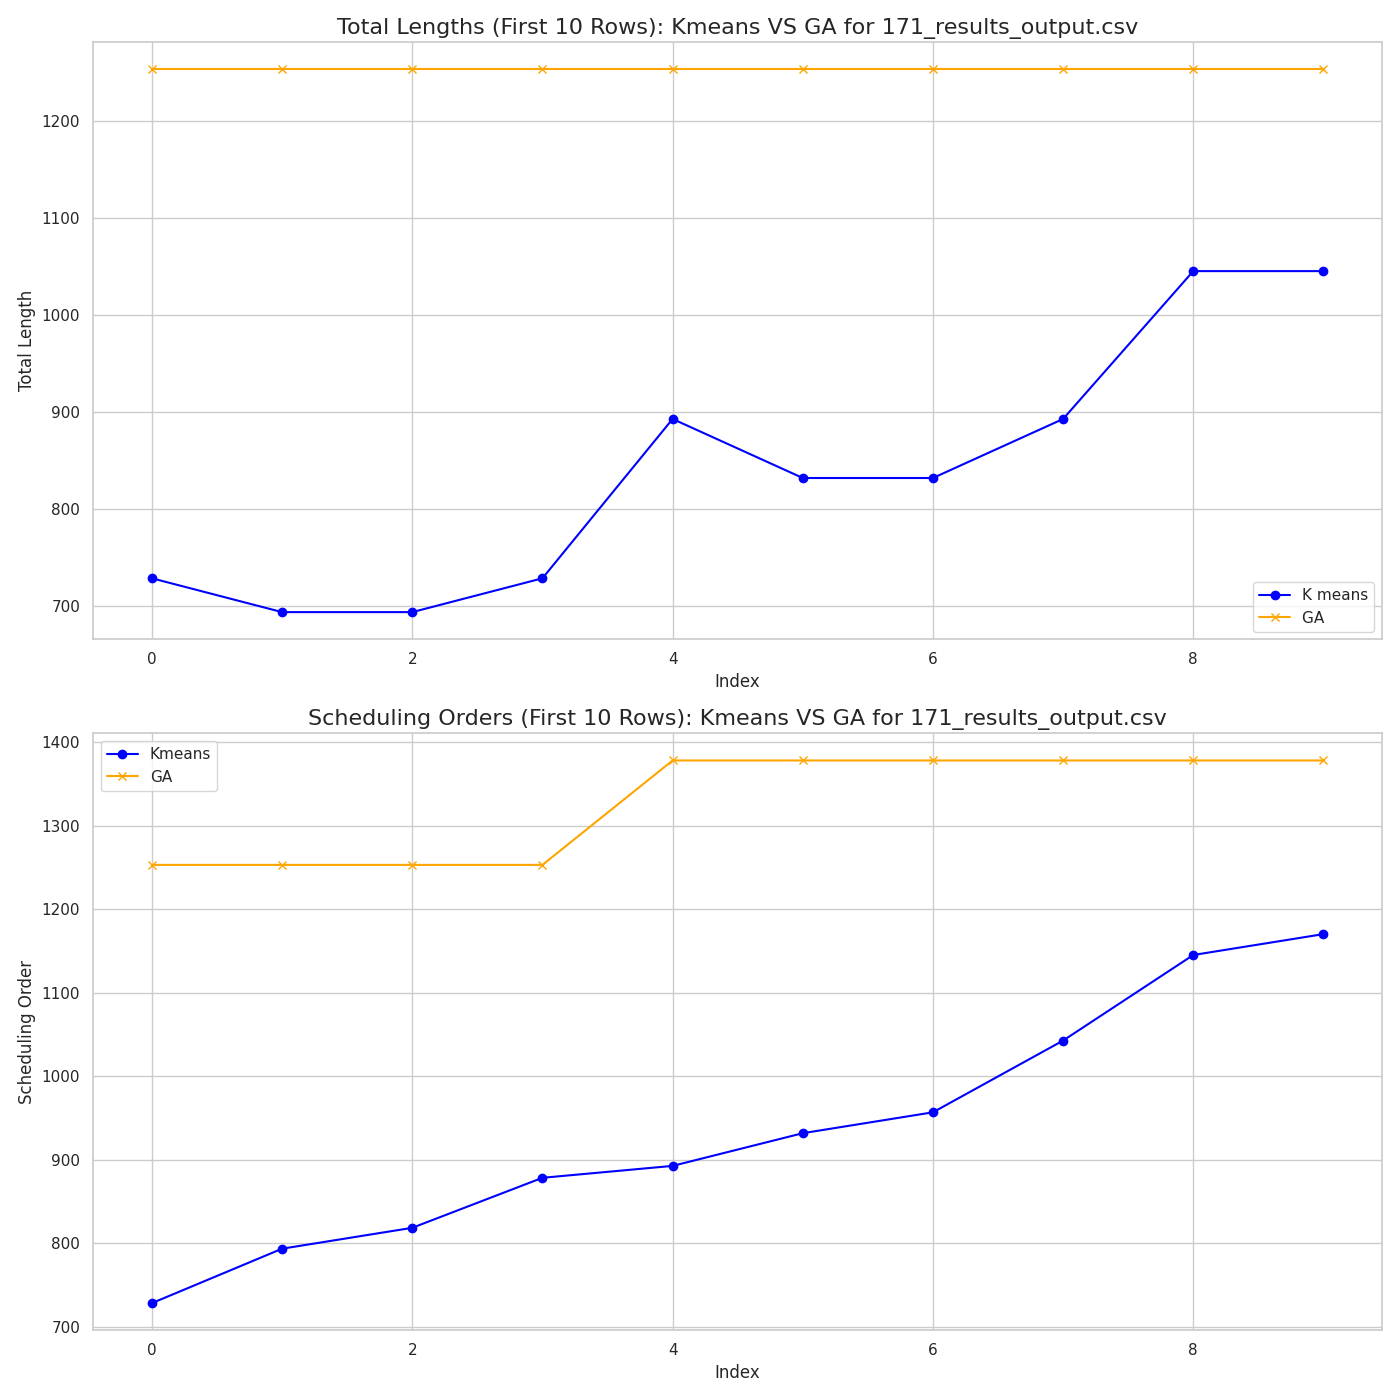 Total Lengths (First 10 Rows): Kmeans VS GA for 171_results_output.csv
1200
1100
1000
900
800
700
Total Length
K means
GA
0 2 4 6 8
Index
Scheduling Orders (First 10 Rows): Kmeans VS GA for 171_results_output.csv
Kmeans
GA
1400
1300
1200
1100
1000
900
800
700
Scheduling Order
0 2 4 6 8
Index